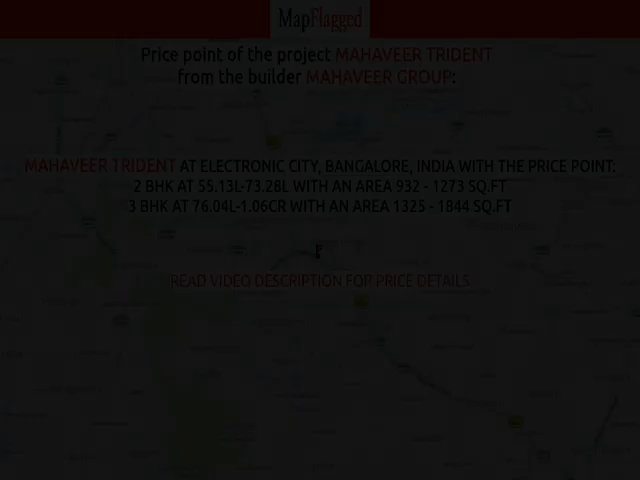 MapFlagged
Price point of the project MAHAVEER TRIDENT
from the builder MAHAVEER GROUP:
MAHAVEER TRIDENT AT ELECTRONIC CITY, BANGALORE, INDIA WITH THE PRICE POINT:
2 BHK AT 55.13L-73.28L WITH AN AREA 932 - 1273 SQ.FT
3 BHK AT 76.04L-1.06CR WITH AN AREA 1325 - 1844 SQ.FT
READ VIDEO DESCRIPTION FOR PRICE DETAILS